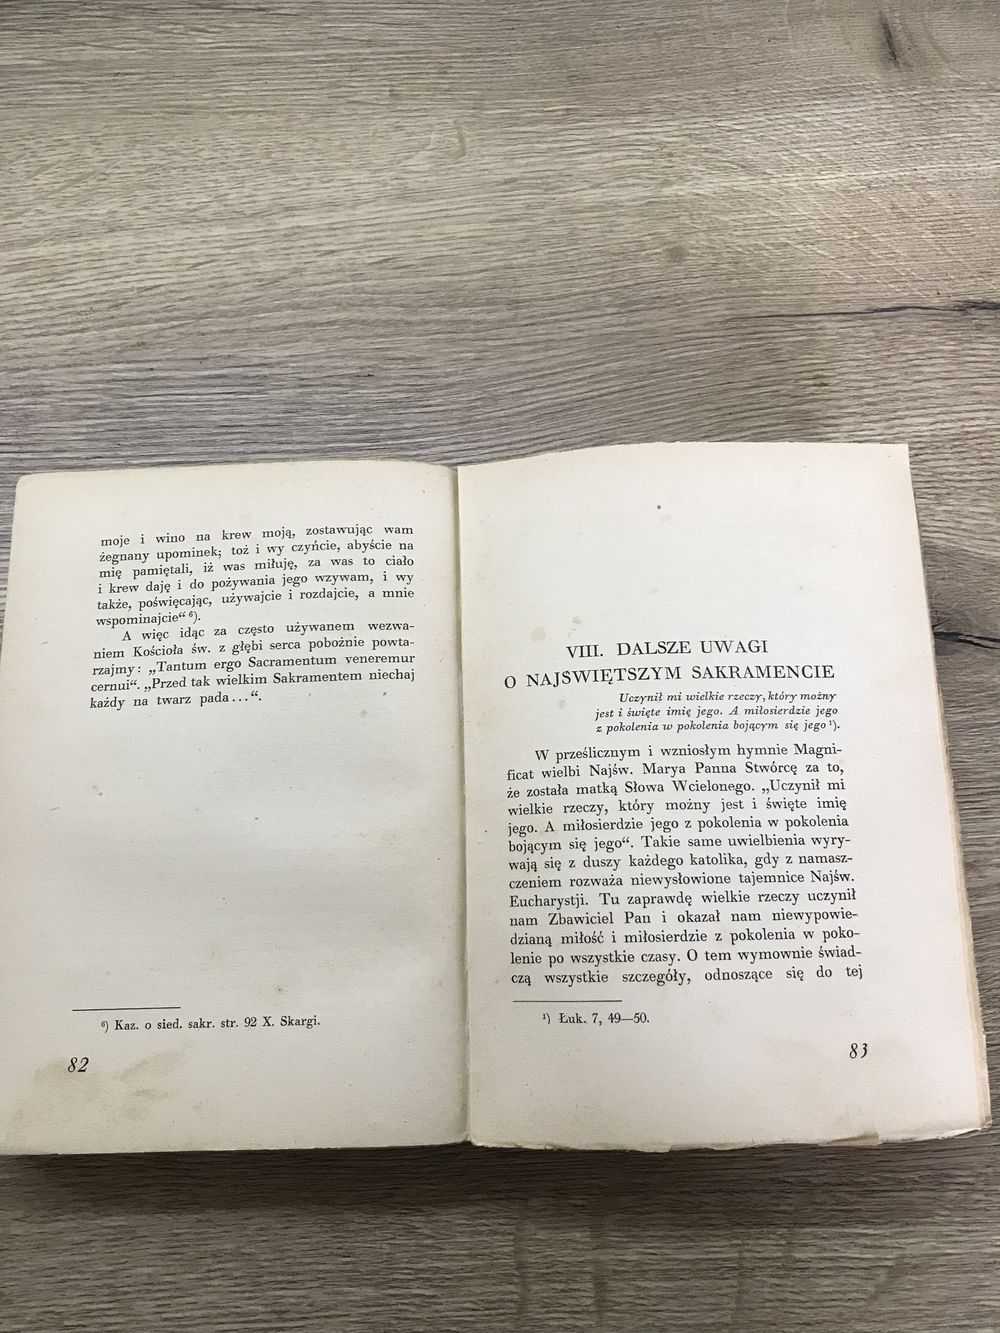 moje i wino na krew moją, zostawując wam
żegnany upominek; toż i wy czyńcie, abyście na
mię pamiętali, iż was miłuję, za was to ciało
i krew daję i do pożywania jego wzywam, i wy
także, poświęcając, używajcie i rozdajcie, a mnie
wspominajcie“ ⁶).
A więc idąc za często używanem wezwa-
niem Kościoła św. z głębi serca pobożnie powta-
rzajmy: „Tantum ergo Sacramentum veneremur
cernui“. „Przed tak wielkim Sakramentem niechaj
każdy na twarz pada...“.
⁶) Kaz. o sied. sakr. str. 92 X. Skargi.
82
VIII. DALSZE UWAGI
O NAJŚWIĘTSZYM SAKRAMENCIE
Uczynił mi wielkie rzeczy, który możny
jest i święte imię jego. A miłosierdzie jego
z pokolenia w pokolenia bojącym się jego ¹).
W prześlicznym i wzniosłym hymnie Magni-
ficat wielbi Najśw. Marya Panna Stwórcę za to,
że została matką Słowa Wcielonego. „Uczynił mi
wielkie rzeczy, który możny jest i święte imię
jego. A miłosierdzie jego z pokolenia w pokolenia
bojącym się jego“. Takie same uwielbienia wyry-
wają się z duszy każdego katolika, gdy z namasz-
czeniem rozważa niewysłowione tajemnice Najśw.
Eucharystji. Tu zaprawdę wielkie rzeczy uczynił
nam Zbawiciel Pan i okazał nam niewypowie-
dzianą miłość i miłosierdzie z pokolenia w poko-
lenie po wszystkie czasy. O tem wymownie świad-
czą wszystkie szczegóły, odnoszące się do tej
¹) Łuk. 7, 49—50.
83